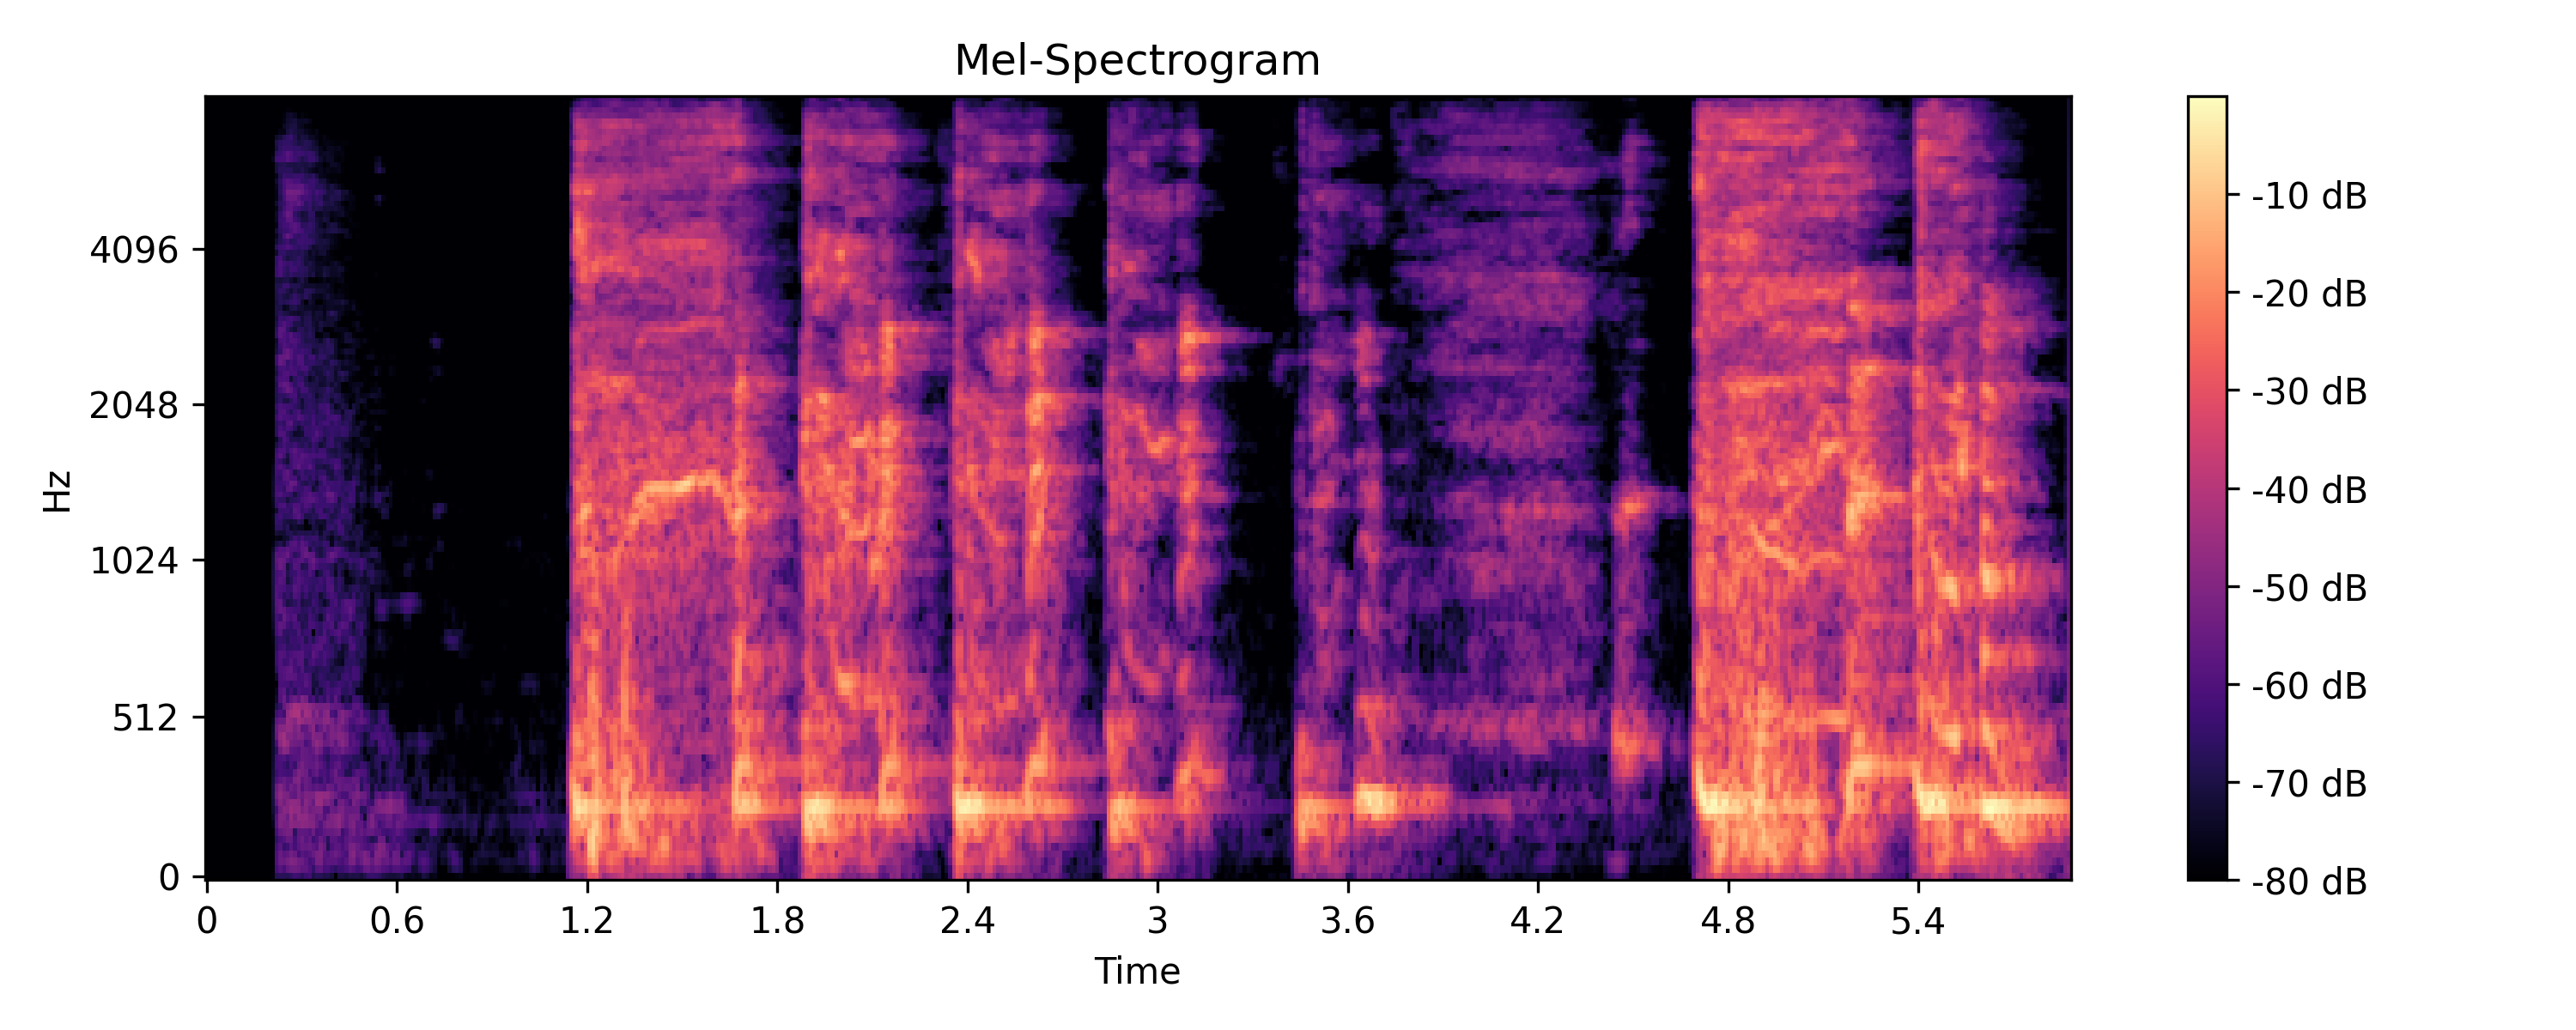 Mel-Spectrogram
Hz
4096
2048
1024
512
0
0 0.6 1.2 1.8 2.4 3 3.6 4.2 4.8 5.4
Time
-10 dB
-20 dB
-30 dB
-40 dB
-50 dB
-60 dB
-70 dB
-80 dB